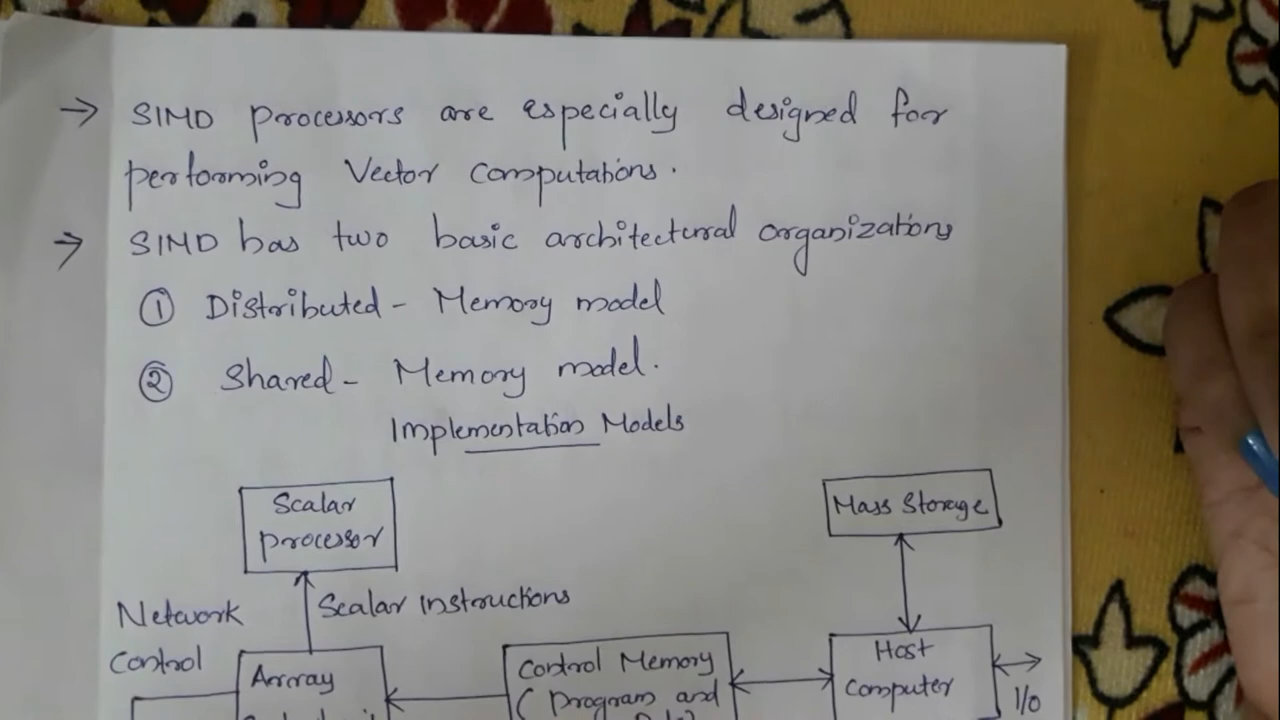 → SIMD processors are especially designed for
performing Vector Computations.
→ SIMD has two basic architectural organizations
① Distributed - Memory model
② Shared - Memory model.
Implementation Models
Scalar
processor
Mass Storage
Scalar instructions
Network
Control
Array
Control Memory
( Program and
Host
Computer
I/O